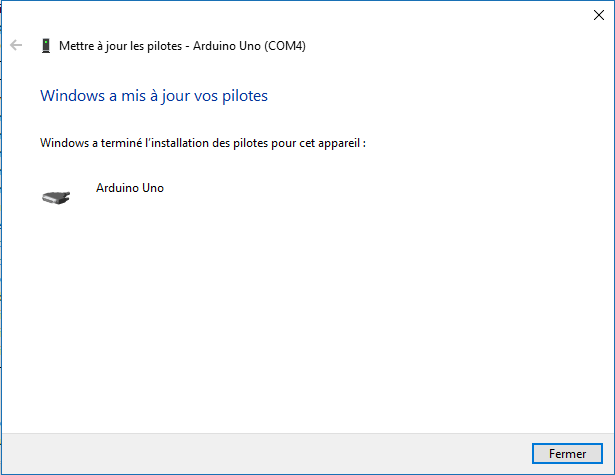 Mettre à jour les pilotes - Arduino Uno (COM4)
Windows a mis à jour vos pilotes
Windows a terminé l'installation des pilotes pour cet appareil :
Arduino Uno
Fermer